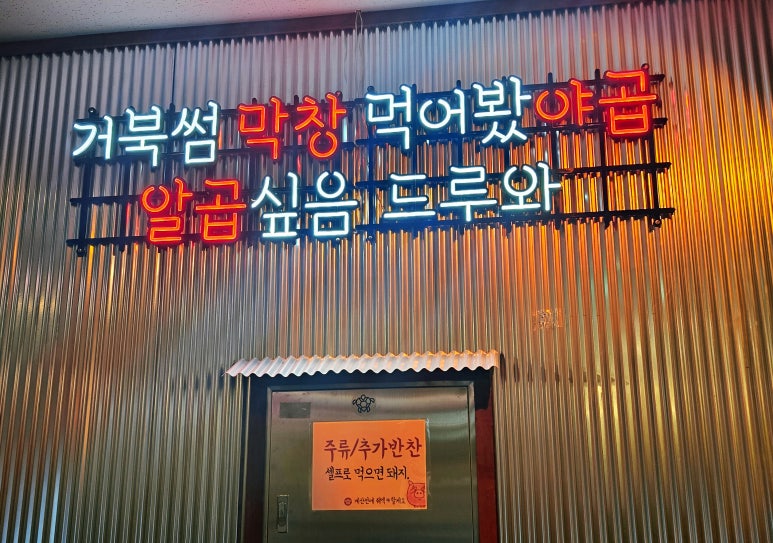 거북썸 막창 먹어봤야곱
알곱싶음 드루와
주류/추가반찬
셀프로 먹으면 돼지.